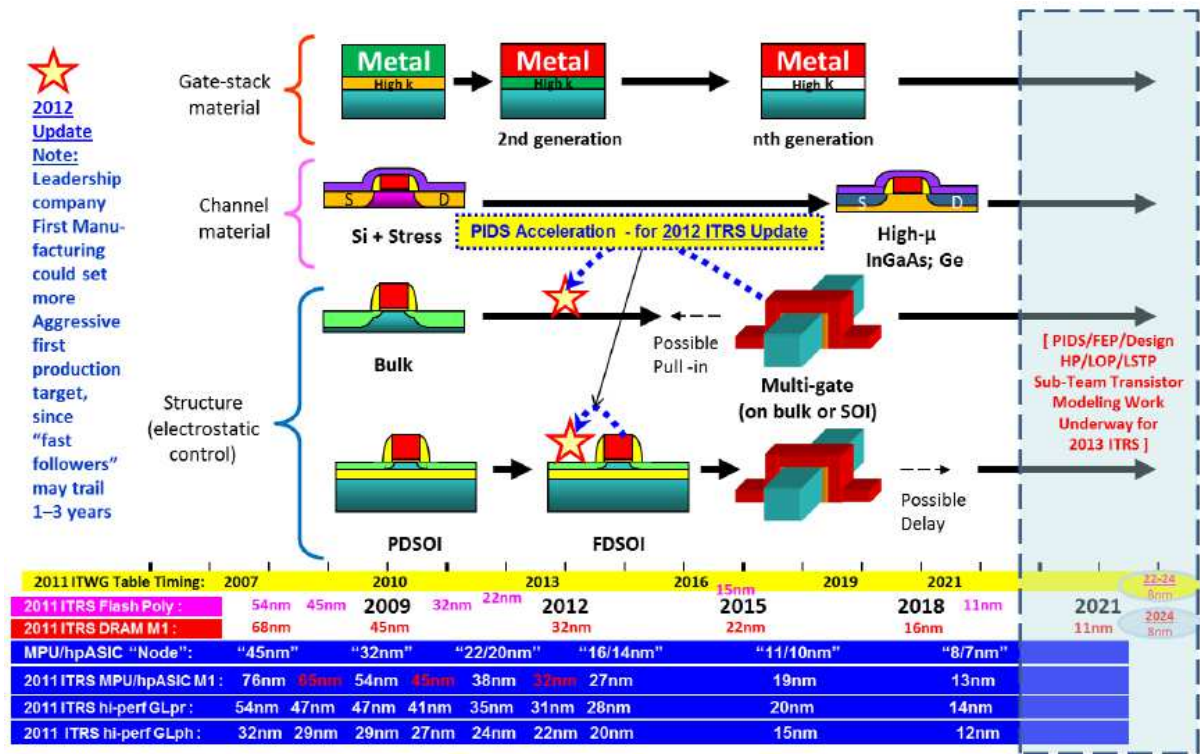 2012
Update
Note:
Leadership
company
First Manu-
facturing
could set
more
Aggressive
first
production
target,
since
“fast
followers”
may trail
1–3 years
Gate-stack
material
Metal
High k
Metal
High k
2nd generation
Metal
High k
nth generation
Channel
material
S D
Si + Stress
PIDS Acceleration - for 2012 ITRS Update
S D
High-μ
InGaAs; Ge
Structure
(electrostatic
control)
Bulk
Possible
Pull -in
Multi-gate
(on bulk or SOI)
PDSOI
FDSOI
Possible
Delay
[ PIDS/FEP/Design
HP/LOP/LSTP
Sub-Team Transistor
Modeling Work
Underway for
2013 ITRS ]
2011 ITWG Table Timing: 2007 2010 2013 2016 2019 2021 22-24
8nm
2011 ITRS Flash Poly : 54nm 45nm 2009 32nm 22nm 2012 15nm 2015 2018 11nm 2021 2024
2011 ITRS DRAM M1 : 68nm 45nm 32nm 22nm 16nm 11nm 8nm
MPU/hpASIC “Node”: “45nm” “32nm” “22/20nm” “16/14nm” “11/10nm” “8/7nm”
2011 ITRS MPU/hpASIC M1 : 76nm 65nm 54nm 45nm 38nm 32nm 27nm 19nm 13nm
2011 ITRS hi-perf GLpr : 54nm 47nm 47nm 41nm 35nm 31nm 28nm 20nm 14nm
2011 ITRS hi-perf GLph : 32nm 29nm 29nm 27nm 24nm 22nm 20nm 15nm 12nm